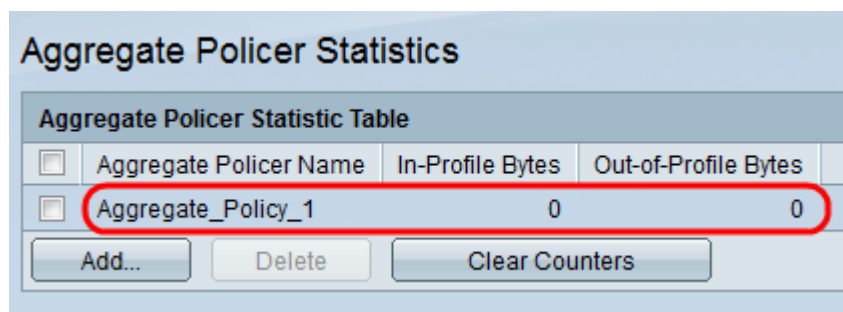 Aggregate Policer Statistics
Aggregate Policer Statistic Table
Aggregate Policer Name In-Profile Bytes Out-of-Profile Bytes
Aggregate_Policy_1 0 0
Add... Delete Clear Counters